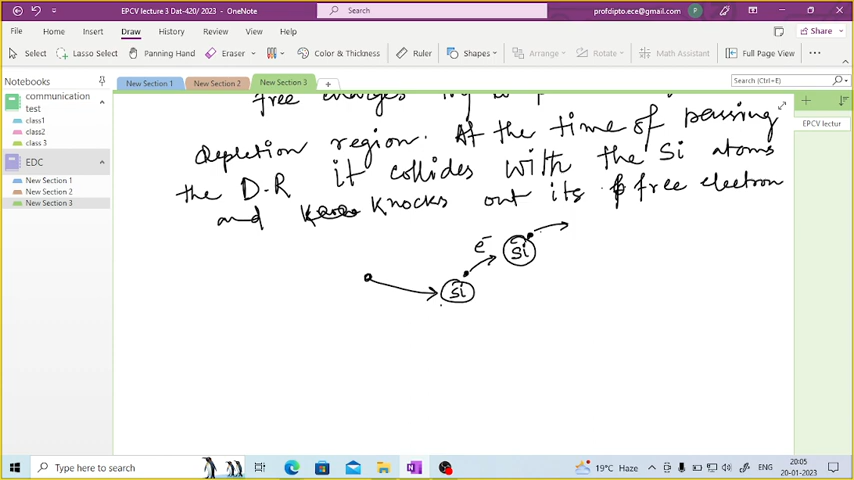 EPCV lecture 3 Dat-420/ 2023 - OneNote
Search
profdipto.ece@gmail.com
P
File Home Insert Draw History Review View Help
Share
Select Lasso Select Panning Hand Eraser Color & Thickness Ruler Shapes Arrange Rotate Math Assistant Full Page View
Notebooks
New Section 1 New Section 2 New Section 3 +
Search (Ctrl+E)
communication
test
class1
class2
class 3
EDC
New Section 1
New Section 2
New Section 3
EPCV lectur
free charges
depletion region. At the time of passing
the D-R it collides with the Si atoms
and Knocks out its free electron
e-
Si
Si
Type here to search
19°C Haze
ENG
20:05
20-01-2023